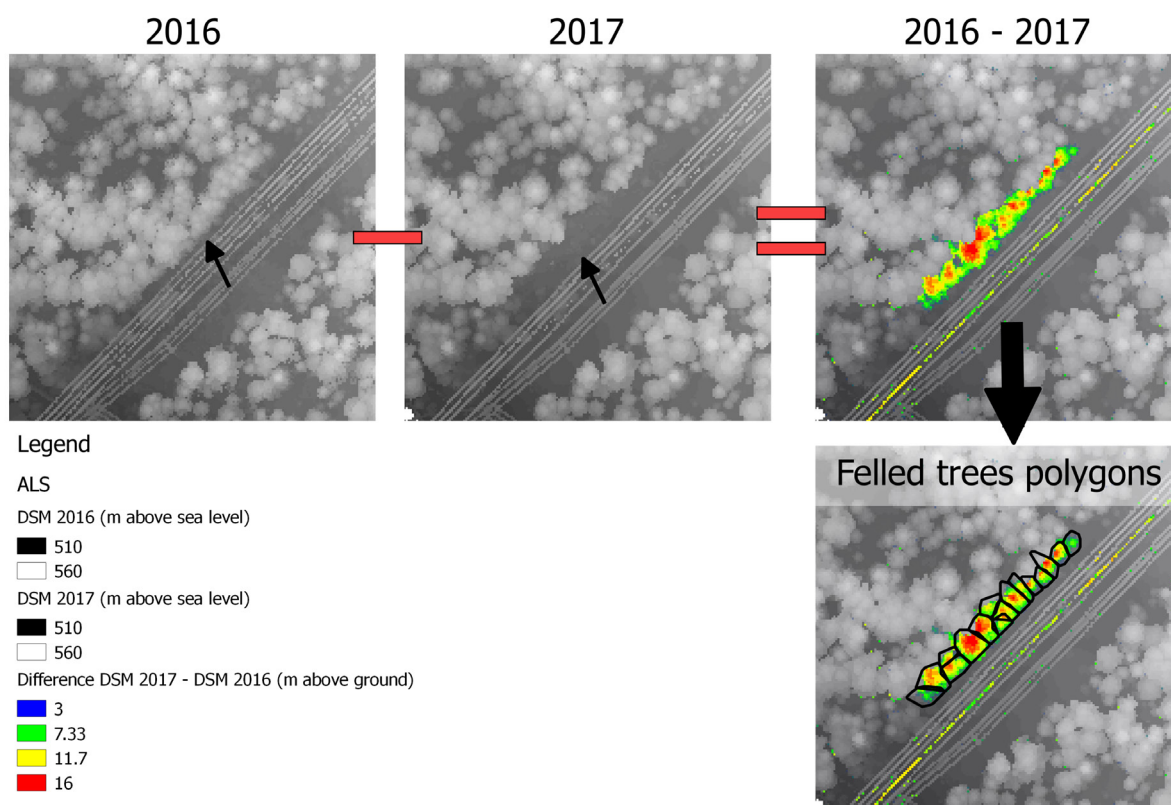 2016
2017
2016 - 2017
Felled trees polygons
Legend
ALS
DSM 2016 (m above sea level)
510
560
DSM 2017 (m above sea level)
510
560
Difference DSM 2017 - DSM 2016 (m above ground)
3
7.33
11.7
16